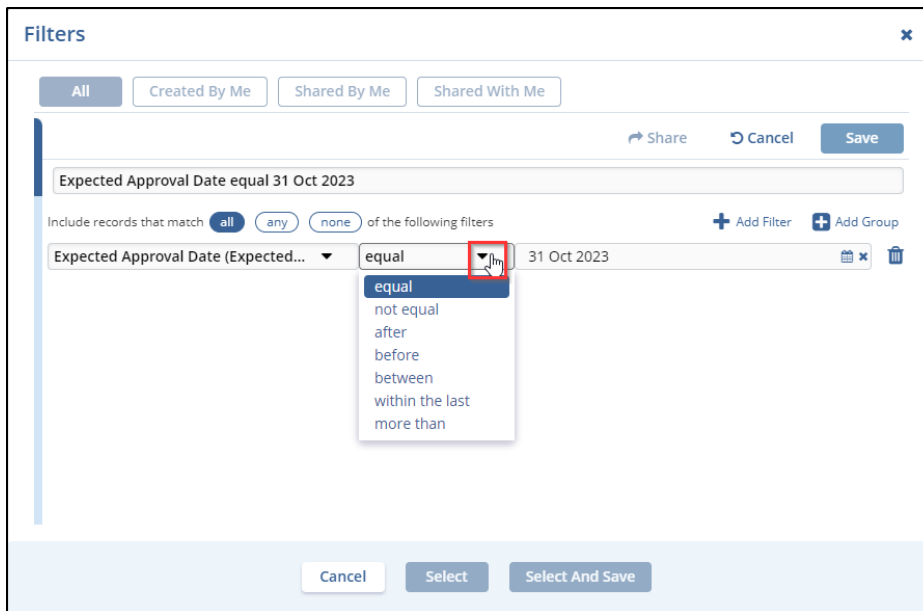 Filters
All Created By Me Shared By Me Shared With Me
Share Cancel Save
Expected Approval Date equal 31 Oct 2023
Include records that match all any none of the following filters Add Filter Add Group
Expected Approval Date (Expected... equal 31 Oct 2023
equal
not equal
after
before
between
within the last
more than
Cancel Select Select And Save